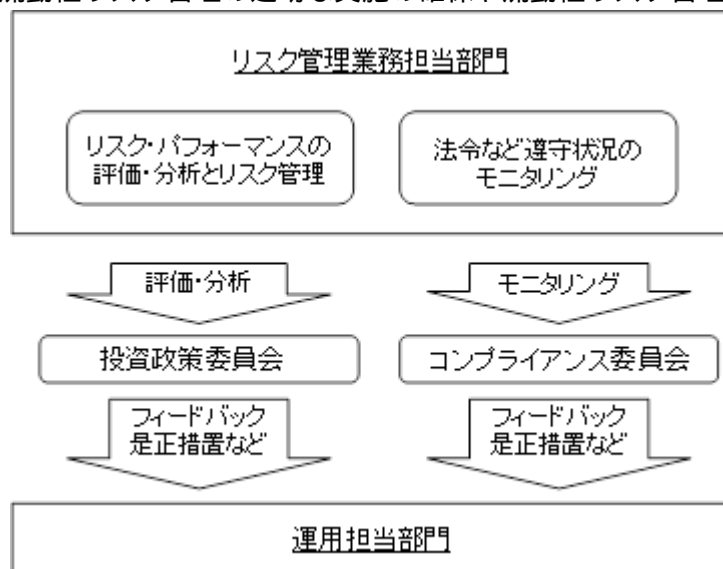 リスク管理業務担当部門
リスク・パフォーマンスの
評価・分析とリスク管理
法令など遵守状況の
モニタリング
評価・分析
モニタリング
投資政策委員会
コンプライアンス委員会
フィードバック
是正措置など
フィードバック
是正措置など
運用担当部門